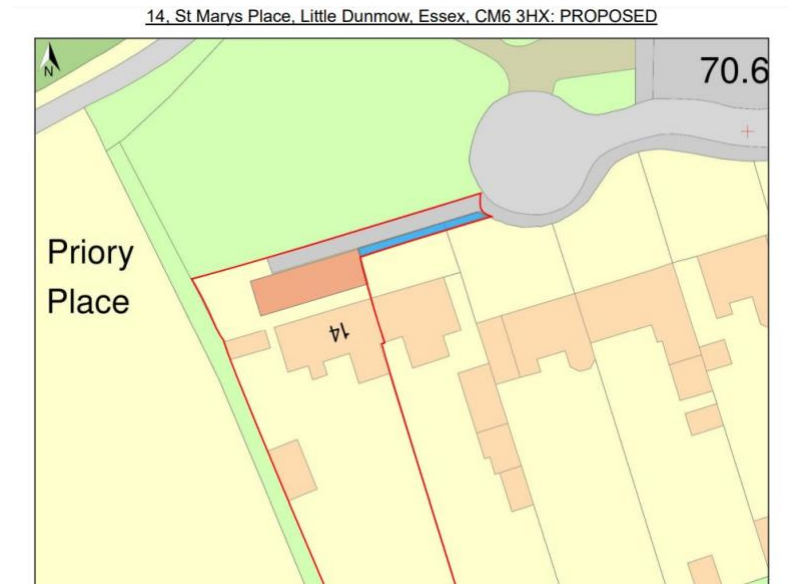 14, St Marys Place, Little Dunmow, Essex, CM6 3HX: PROPOSED
N
70.6
Priory
Place
14